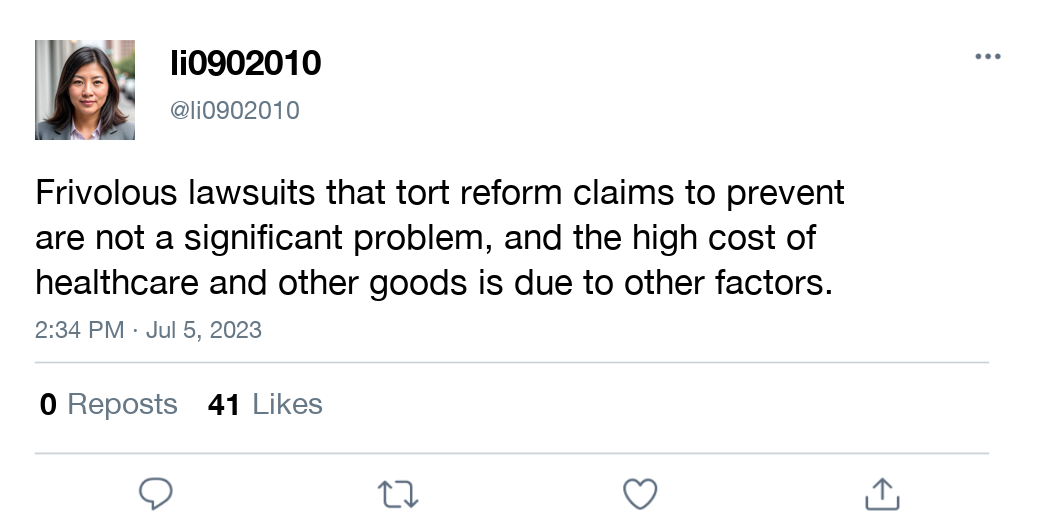 li0902010
@li0902010
Frivolous lawsuits that tort reform claims to prevent
are not a significant problem, and the high cost of
healthcare and other goods is due to other factors.
2:34 PM · Jul 5, 2023
0 Reposts 41 Likes